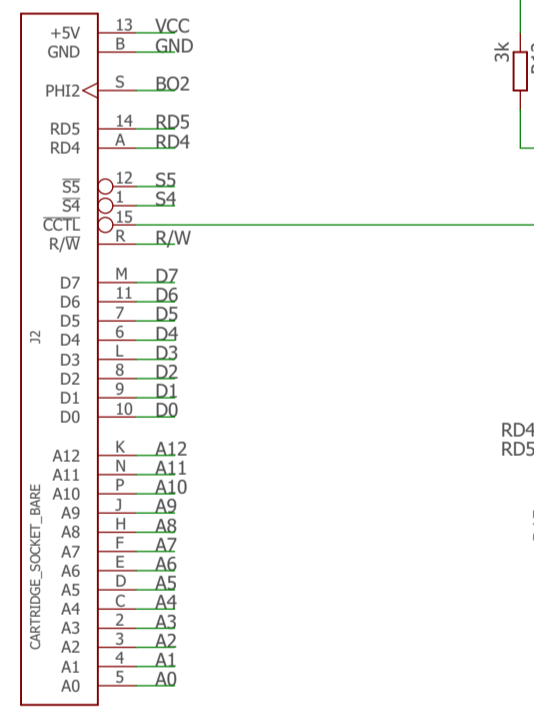 +5V 13 VCC
GND B GND
PHI2 S BO2
RD5 14 RD5
RD4 A RD4
S5 12 S5
S4 1 S4
CCTL 15
R/W R R/W
D7 M D7
D6 11 D6
D5 7 D5
D4 6 D4
D3 L D3
D2 8 D2
D1 9 D1
D0 10 D0
A12 K A12
A11 N A11
A10 P A10
A9 J A9
A8 H A8
A7 F A7
A6 E A6
A5 D A5
A4 C A4
A3 2 A3
A2 3 A2
A1 4 A1
A0 5 A0
J2
CARTRIDGE_SOCKET_BARE
3k
RD4
RD5